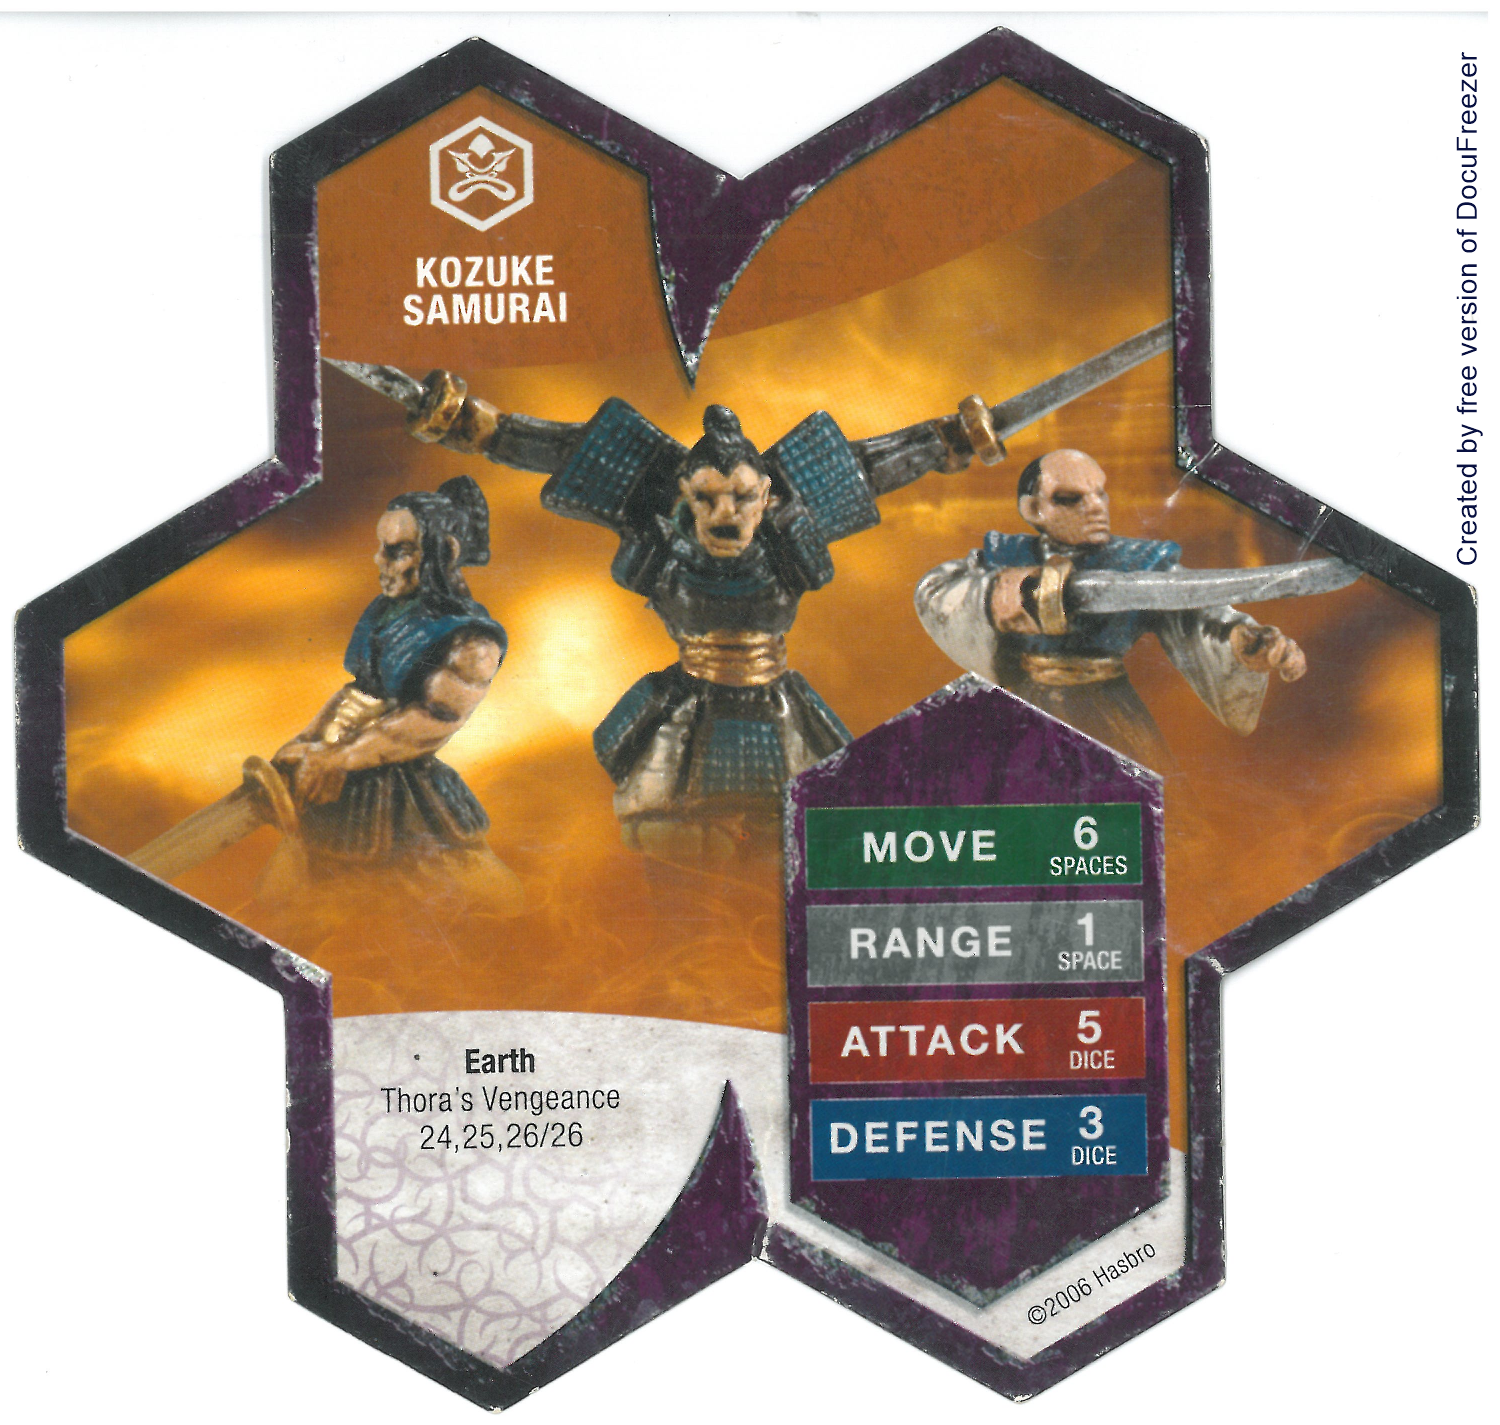 KOZUKE
SAMURAI
MOVE 6
SPACES
RANGE 1
SPACE
ATTACK 5
DICE
DEFENSE 3
DICE
Earth
Thora's Vengeance
24,25,26/26
©2006 Hasbro
Created by free version of DocuFreezer